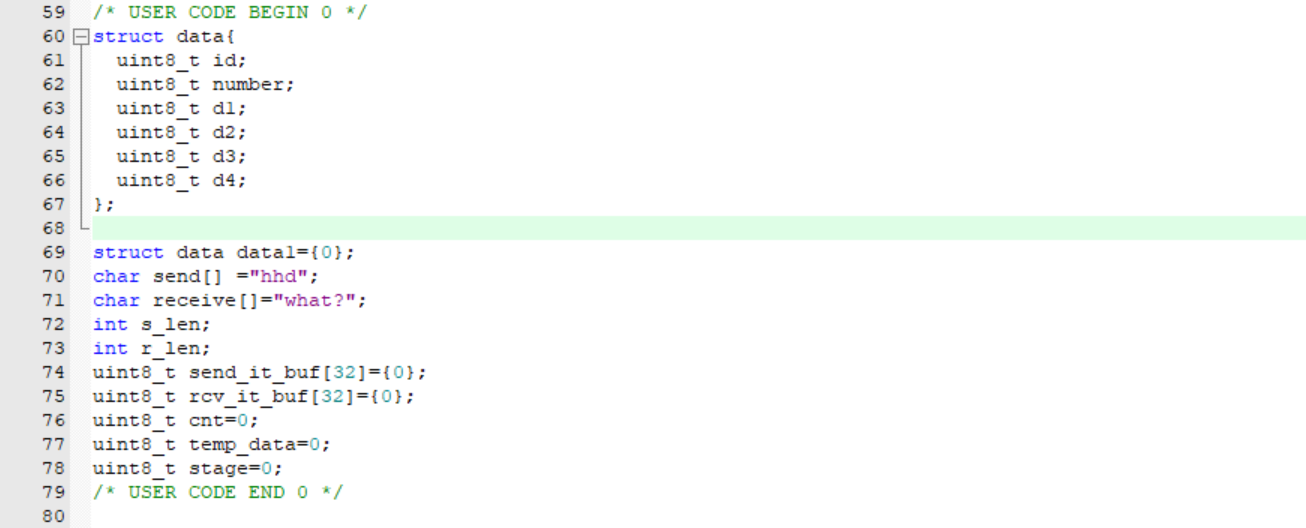 59 /* USER CODE BEGIN 0 */
60 struct data{
61 uint8_t id;
62 uint8_t number;
63 uint8_t d1;
64 uint8_t d2;
65 uint8_t d3;
66 uint8_t d4;
67 };
68
69 struct data data1={0};
70 char send[] ="hhd";
71 char receive[]="what?";
72 int s_len;
73 int r_len;
74 uint8_t send_it_buf[32]={0};
75 uint8_t rcv_it_buf[32]={0};
76 uint8_t cnt=0;
77 uint8_t temp_data=0;
78 uint8_t stage=0;
79 /* USER CODE END 0 */
80